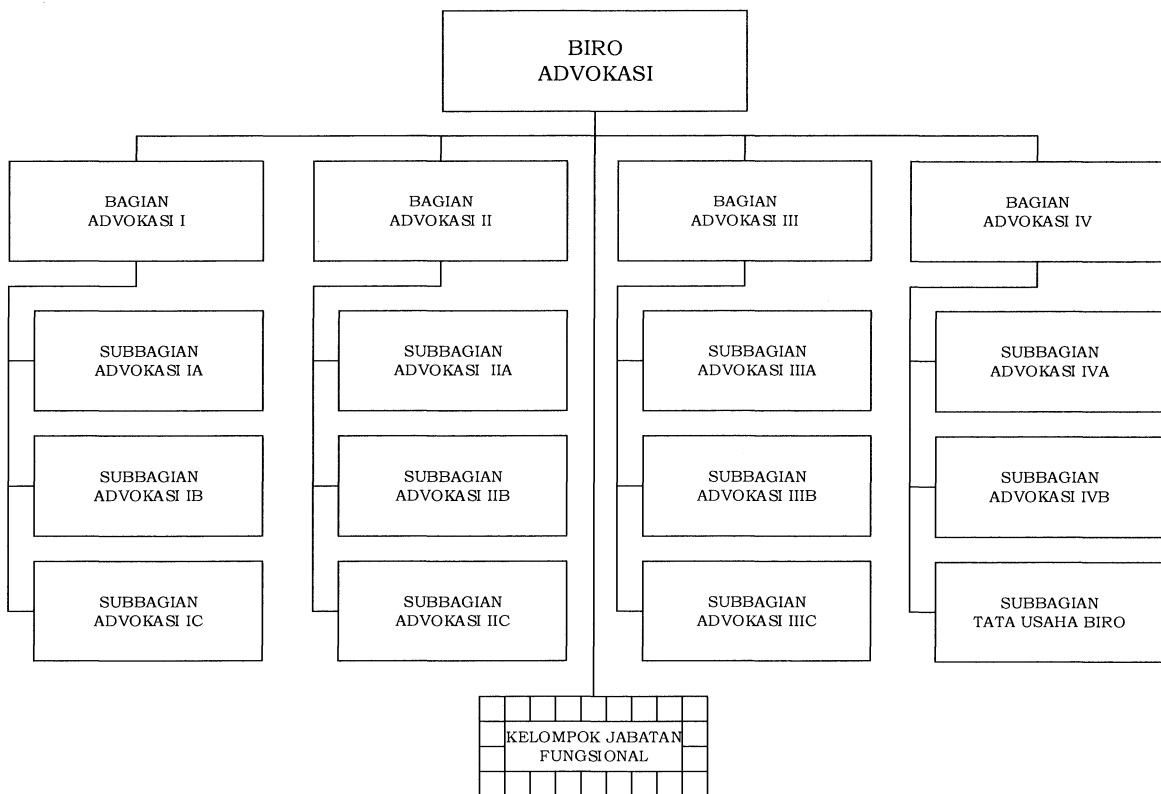 BIRO
ADVOKASI
BAGIAN
ADVOKASI I
BAGIAN
ADVOKASI II
BAGIAN
ADVOKASI III
BAGIAN
ADVOKASI IV
SUBBAGIAN
ADVOKASI IA
SUBBAGIAN
ADVOKASI IIA
SUBBAGIAN
ADVOKASI IIIA
SUBBAGIAN
ADVOKASI IVA
SUBBAGIAN
ADVOKASI IB
SUBBAGIAN
ADVOKASI IIB
SUBBAGIAN
ADVOKASI IIIB
SUBBAGIAN
ADVOKASI IVB
SUBBAGIAN
ADVOKASI IC
SUBBAGIAN
ADVOKASI IIC
SUBBAGIAN
ADVOKASI IIIC
SUBBAGIAN
TATA USAHA BIRO
KELOMPOK JABATAN
FUNGSIONAL